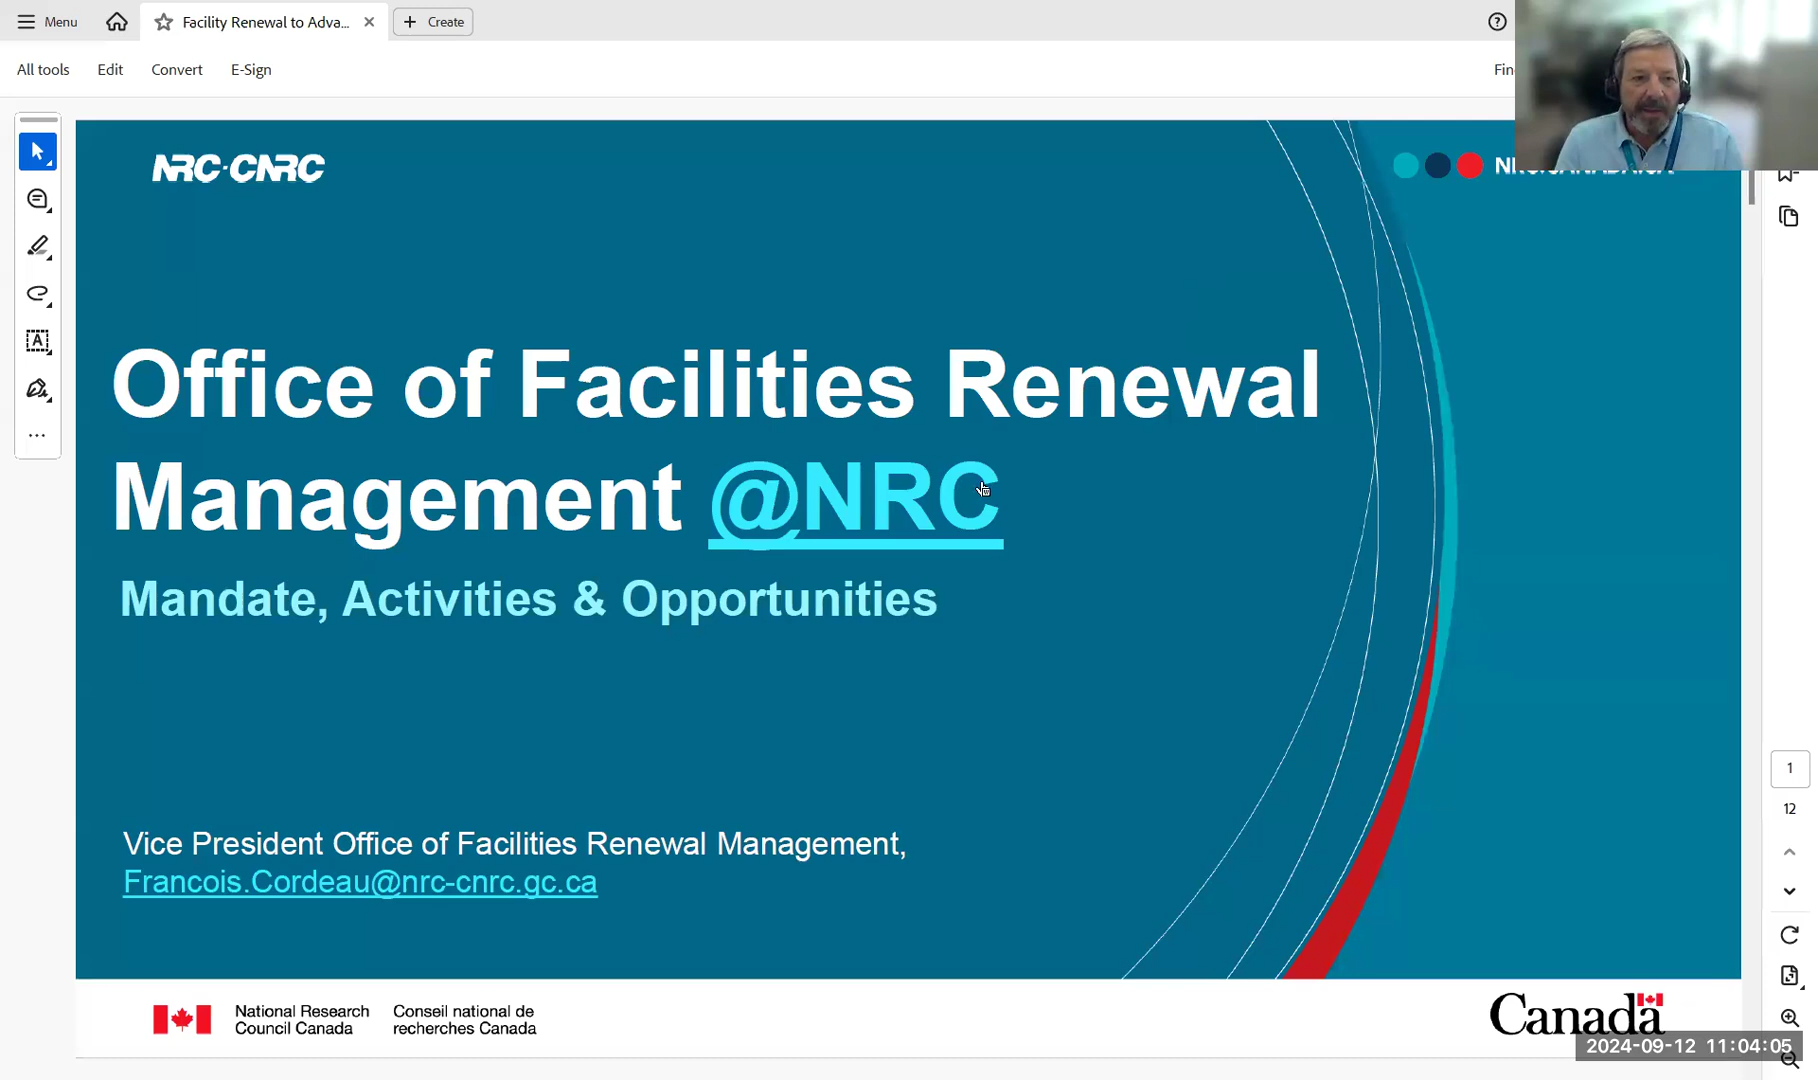 Menu
Facility Renewal to Adva...
Create
All tools
Edit
Convert
E-Sign
NRC·CNRC
Office of Facilities Renewal
Management @NRC
Mandate, Activities & Opportunities
Vice President Office of Facilities Renewal Management,
Francois.Cordeau@nrc-cnrc.gc.ca
1
12
National Research
Council Canada
Conseil national de
recherches Canada
Canada
2024-09-12 11:04:05